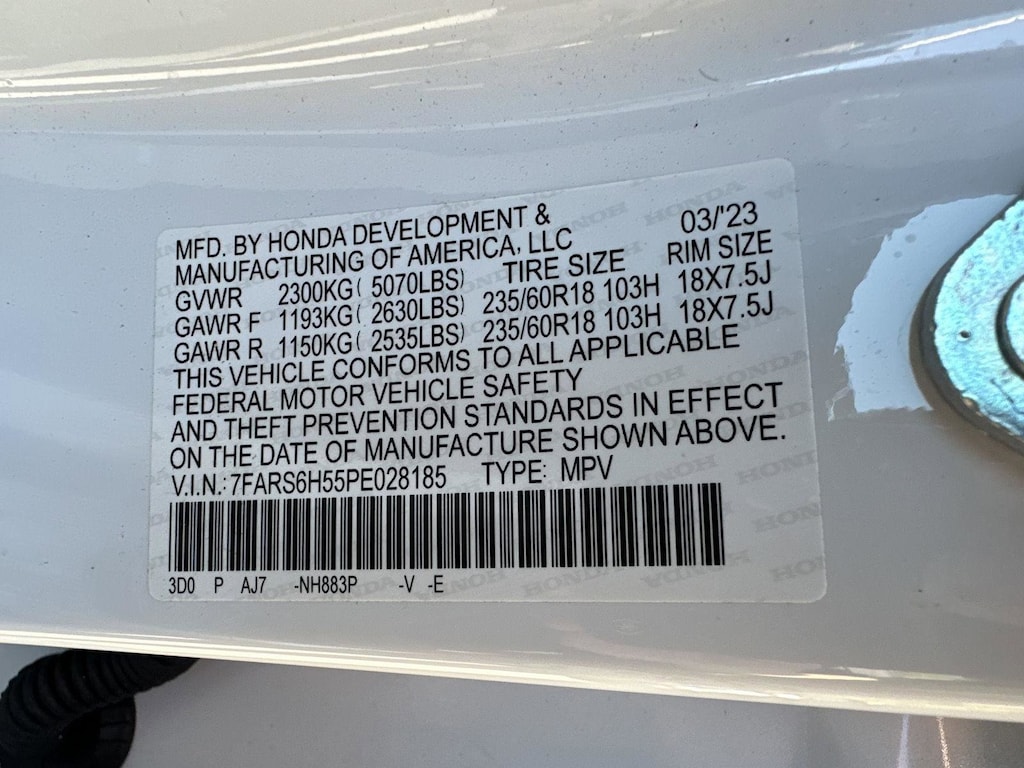 MFD. BY HONDA DEVELOPMENT & 03/'23
MANUFACTURING OF AMERICA, LLC
GVWR 2300KG( 5070LBS) TIRE SIZE RIM SIZE
GAWR F 1193KG( 2630LBS) 235/60R18 103H 18X7.5J
GAWR R 1150KG( 2535LBS) 235/60R18 103H 18X7.5J
THIS VEHICLE CONFORMS TO ALL APPLICABLE
FEDERAL MOTOR VEHICLE SAFETY
AND THEFT PREVENTION STANDARDS IN EFFECT
ON THE DATE OF MANUFACTURE SHOWN ABOVE.
V.I.N.:7FARS6H55PE028185 TYPE: MPV
3D0 P AJ7 -NH883P -V -E